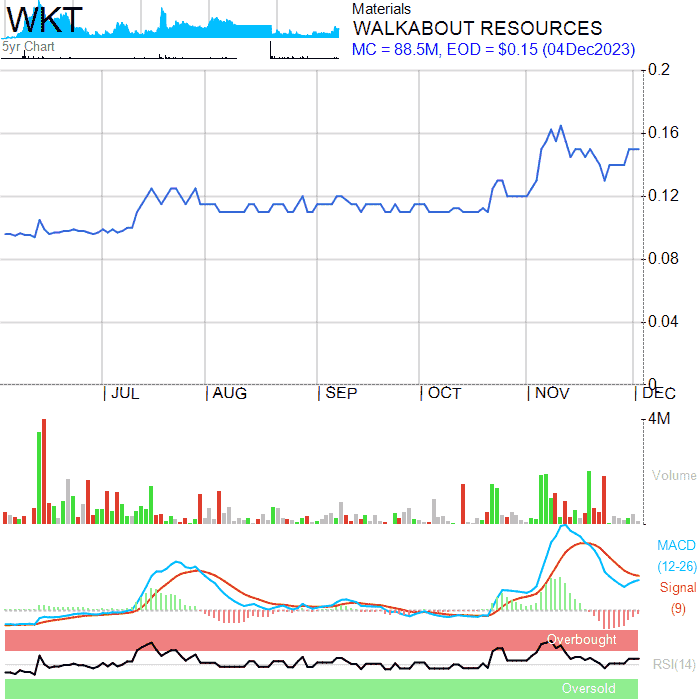 WKT
5yr Chart
Materials
WALKABOUT RESOURCES
MC = 88.5M, EOD = $0.15 (04Dec2023)
0.2
0.16
0.12
0.08
0.04
0
JUL AUG SEP OCT NOV DEC
4M
Volume
MACD
(12-26)
Signal
(9)
Overbought
RSI(14)
Oversold